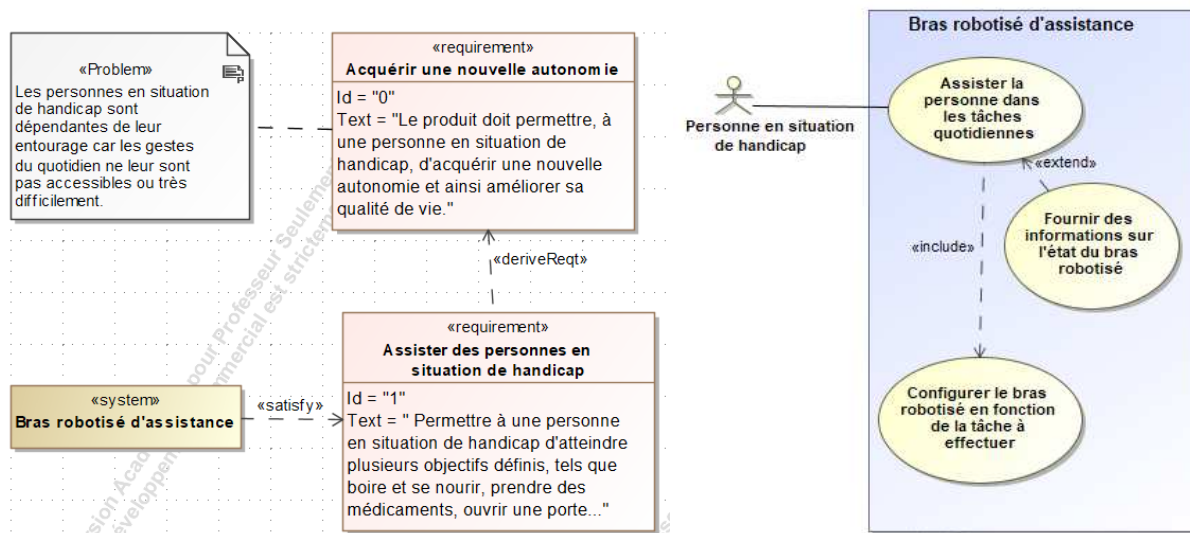 «Problem»
Les personnes en situation
de handicap sont
dépendantes de leur
entourage car les gestes
du quotidien ne leur sont
pas accessibles ou très
difficilement.
«requirement»
Acquérir une nouvelle autonomie
Id = "0"
Text = "Le produit doit permettre, à
une personne en situation de
handicap, d'acquérir une nouvelle
autonomie et ainsi améliorer sa
qualité de vie."
«deriveReqt»
«requirement»
Assister des personnes en
situation de handicap
Id = "1"
Text = " Permettre à une personne
en situation de handicap d'atteindre
plusieurs objectifs définis, tels que
boire et se nourir, prendre des
médicaments, ouvrir une porte..."
«system»
Bras robotisé d'assistance
«satisfy»
pour Professeur Seulement
Bras robotisé d'assistance
Personne en situation
de handicap
Assister la
personne dans
les tâches
quotidiennes
«extend»
Fournir des
informations sur
l'état du bras
robotisé
«include»
Configurer le bras
robotisé en fonction
de la tâche à
effectuer